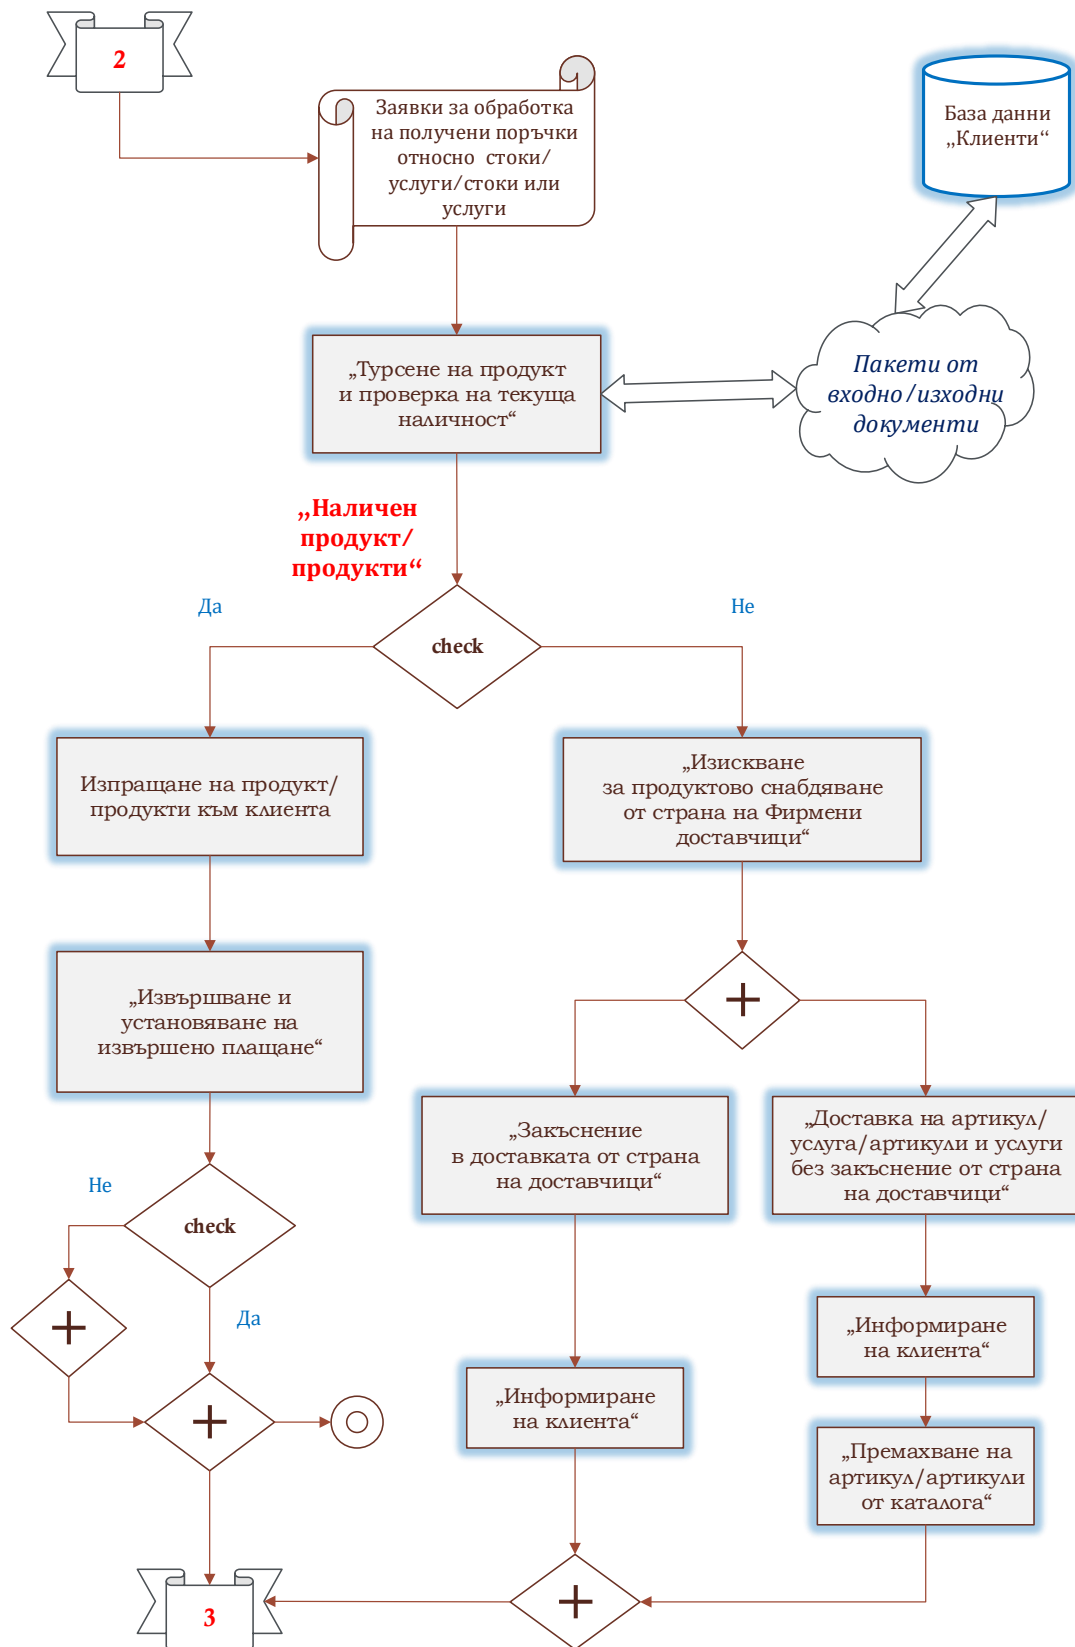 2
Заявки за обработка
на получени поръчки
относно стоки/
услуги/стоки или
услуги
База данни
„Клиенти“
„Турсене на продукт
и проверка на текуща
наличност“
Пакети от
входно/изходни
документи
„Наличен
продукт/
продукти“
Да
Не
check
Изпращане на продукт/
продукти към клиента
„Изискване
за продуктово снабдяване
от страна на Фирмени
доставчици“
„Извършване и
установяване на
извършено плащане“
„Закъснение
в доставката от страна
на доставчици“
„Доставка на артикул/
услуга/артикули и услуги
без закъснение от страна
на доставчици“
Не
check
Да
„Информиране
на клиента“
„Информиране
на клиента“
„Премахване на
артикул/артикули
от каталога“
3